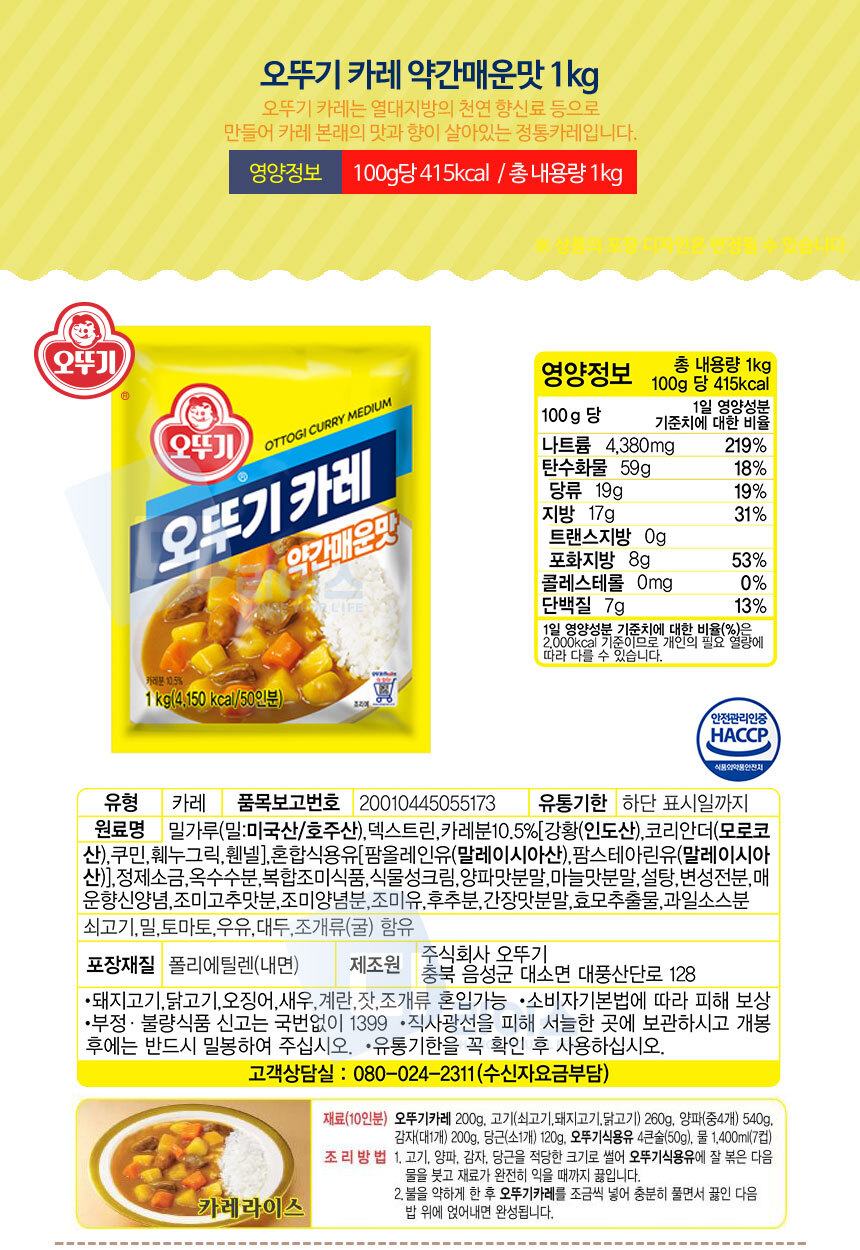 오뚜기 카레 약간매운맛 1kg
오뚜기 카레는 열대지방의 천연 향신료 등으로
만들어 카레 본래의 맛과 향이 살아있는 정통카레입니다.
영양정보 100g당 415kcal / 총 내용량 1kg
※ 상품의 포장 디자인은 변경될 수 있습니다
오뚜기
®
OTTOGI CURRY MEDIUM
오뚜기
®
오뚜기 카레
약간매운맛
카레분 10.5%
1 kg(4,150 kcal/50인분)
조리예
영양정보 총 내용량 1kg
100g 당 415kcal
100 g 당 1일 영양성분
기준치에 대한 비율
나트륨 4,380mg 219%
탄수화물 59g 18%
당류 19g 19%
지방 17g 31%
트랜스지방 0g
포화지방 8g 53%
콜레스테롤 0mg 0%
단백질 7g 13%
1일 영양성분 기준치에 대한 비율(%)은
2,000kcal 기준이므로 개인의 필요 열량에
따라 다를 수 있습니다.
안전관리인증
HACCP
식품의약품안전처
유형 카레 품목보고번호 20010445055173 유통기한 하단 표시일까지
원료명 밀가루(밀:미국산/호주산),덱스트린,카레분10.5%[강황(인도산),코리안더(모로코
산),쿠민,훼누그릭,휀넬],혼합식용유[팜올레인유(말레이시아산),팜스테아린유(말레이시아
산)],정제소금,옥수수분,복합조미식품,식물성크림,양파맛분말,마늘맛분말,설탕,변성전분,매
운향신양념,조미고추맛분,조미양념분,조미유,후추분,간장맛분말,효모추출물,과일소스분
쇠고기,밀,토마토,우유,대두,조개류(굴) 함유
포장재질 폴리에틸렌(내면) 제조원 주식회사 오뚜기
충북 음성군 대소면 대풍산단로 128
•돼지고기,닭고기,오징어,새우,계란,잣,조개류 혼입가능 •소비자기본법에 따라 피해 보상
•부정·불량식품 신고는 국번없이 1399 •직사광선을 피해 서늘한 곳에 보관하시고 개봉
후에는 반드시 밀봉하여 주십시오. •유통기한을 꼭 확인 후 사용하십시오.
고객상담실 : 080-024-2311(수신자요금부담)
카레라이스
재료(10인분) 오뚜기카레 200g, 고기(쇠고기,돼지고기,닭고기) 260g, 양파(중4개) 540g,
감자(대1개) 200g, 당근(소1개) 120g, 오뚜기식용유 4큰술(50g), 물 1,400ml(7컵)
조리방법 1. 고기, 양파, 감자, 당근을 적당한 크기로 썰어 오뚜기식용유에 잘 볶은 다음
물을 붓고 재료가 완전히 익을 때까지 끓입니다.
2. 불을 약하게 한 후 오뚜기카레를 조금씩 넣어 충분히 풀면서 끓인 다음
밥 위에 얹어내면 완성됩니다.